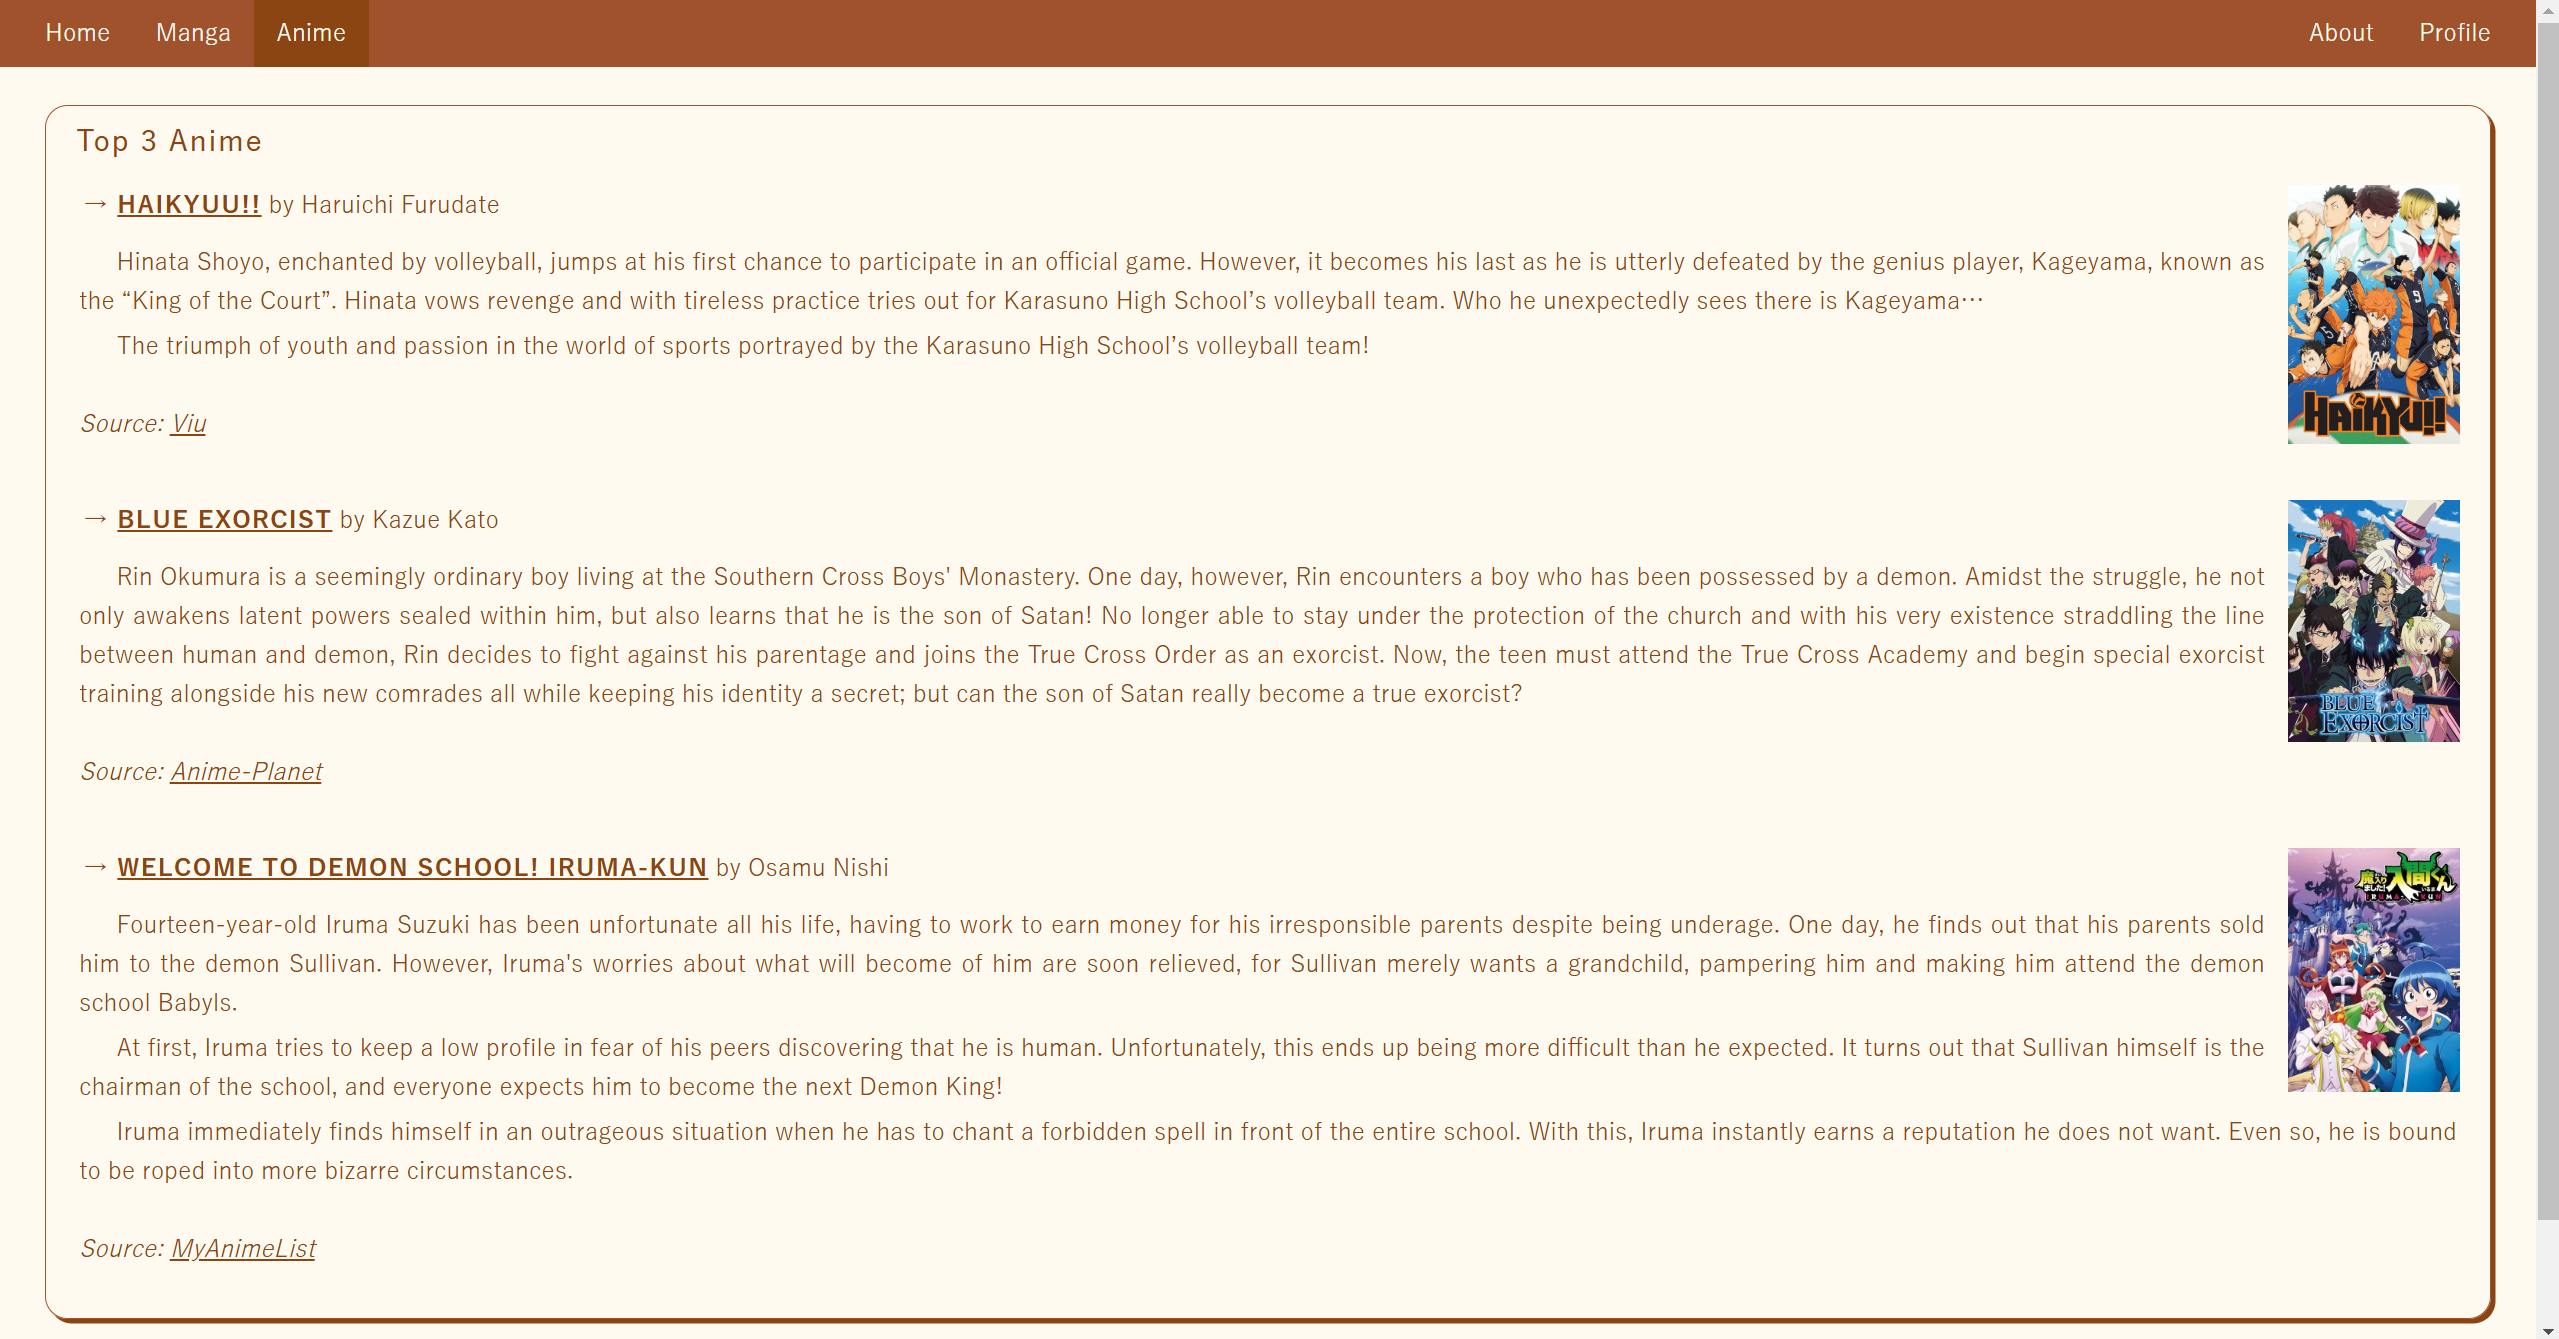 Home Manga Anime About Profile
Top 3 Anime
→ HAIKYUU!! by Haruichi Furudate
Hinata Shoyo, enchanted by volleyball, jumps at his first chance to participate in an official game. However, it becomes his last as he is utterly defeated by the genius player, Kageyama, known as
the “King of the Court”. Hinata vows revenge and with tireless practice tries out for Karasuno High School’s volleyball team. Who he unexpectedly sees there is Kageyama…
The triumph of youth and passion in the world of sports portrayed by the Karasuno High School’s volleyball team!
Source: Viu
HAIKYU!!
→ BLUE EXORCIST by Kazue Kato
Rin Okumura is a seemingly ordinary boy living at the Southern Cross Boys' Monastery. One day, however, Rin encounters a boy who has been possessed by a demon. Amidst the struggle, he not
only awakens latent powers sealed within him, but also learns that he is the son of Satan! No longer able to stay under the protection of the church and with his very existence straddling the line
between human and demon, Rin decides to fight against his parentage and joins the True Cross Order as an exorcist. Now, the teen must attend the True Cross Academy and begin special exorcist
training alongside his new comrades all while keeping his identity a secret; but can the son of Satan really become a true exorcist?
Source: Anime-Planet
BLUE
EXORCIST
→ WELCOME TO DEMON SCHOOL! IRUMA-KUN by Osamu Nishi
Fourteen-year-old Iruma Suzuki has been unfortunate all his life, having to work to earn money for his irresponsible parents despite being underage. One day, he finds out that his parents sold
him to the demon Sullivan. However, Iruma's worries about what will become of him are soon relieved, for Sullivan merely wants a grandchild, pampering him and making him attend the demon
school Babyls.
At first, Iruma tries to keep a low profile in fear of his peers discovering that he is human. Unfortunately, this ends up being more difficult than he expected. It turns out that Sullivan himself is the
chairman of the school, and everyone expects him to become the next Demon King!
Iruma immediately finds himself in an outrageous situation when he has to chant a forbidden spell in front of the entire school. With this, Iruma instantly earns a reputation he does not want. Even so, he is bound
to be roped into more bizarre circumstances.
Source: MyAnimeList
魔入りました!入間くん
IRUMA-KUN